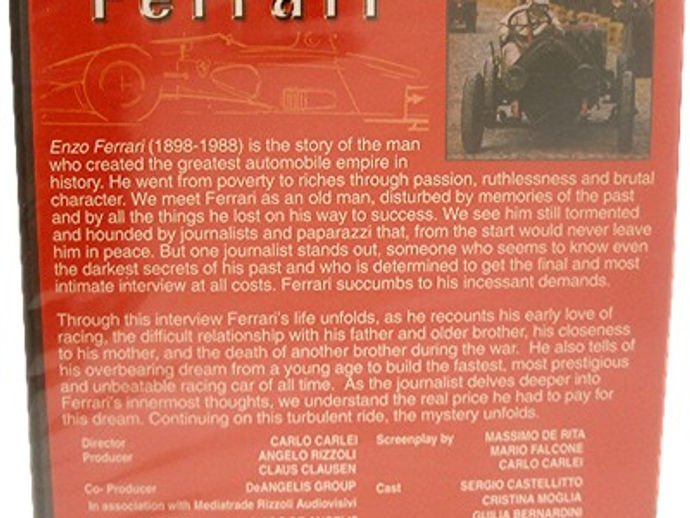 Ferrari
Enzo Ferrari (1898-1988) is the story of the man
who created the greatest automobile empire in
history. He went from poverty to riches through passion, ruthlessness and brutal
character. We meet Ferrari as an old man, disturbed by memories of the past
and by all the things he lost on his way to success. We see him still tormented
and hounded by journalists and paparazzi that, from the start would never leave
him in peace. But one journalist stands out, someone who seems to know even
the darkest secrets of his past and who is determined to get the final and most
intimate interview at all costs. Ferrari succumbs to his incessant demands.
Through this interview Ferrari's life unfolds, as he recounts his early love of
racing, the difficult relationship with his father and older brother, his closeness
to his mother, and the death of another brother during the war. He also tells of
his overbearing dream from a young age to build the fastest, most prestigious
and unbeatable racing car of all time. As the journalist delves deeper into
Ferrari's innermost thoughts, we understand the real price he had to pay for
this dream. Continuing on this turbulent ride, the mystery unfolds.
Director CARLO CARLEI Screenplay by MASSIMO DE RITA
Producer ANGELO RIZZOLI MARIO FALCONE
CLAUS CLAUSEN CARLO CARLEI
Co- Producer DeANGELIS GROUP Cast SERGIO CASTELLITTO
In association with Mediatrade Rizzoli Audiovisivi CRISTINA MOGLIA
GUILIA BERNARDINI